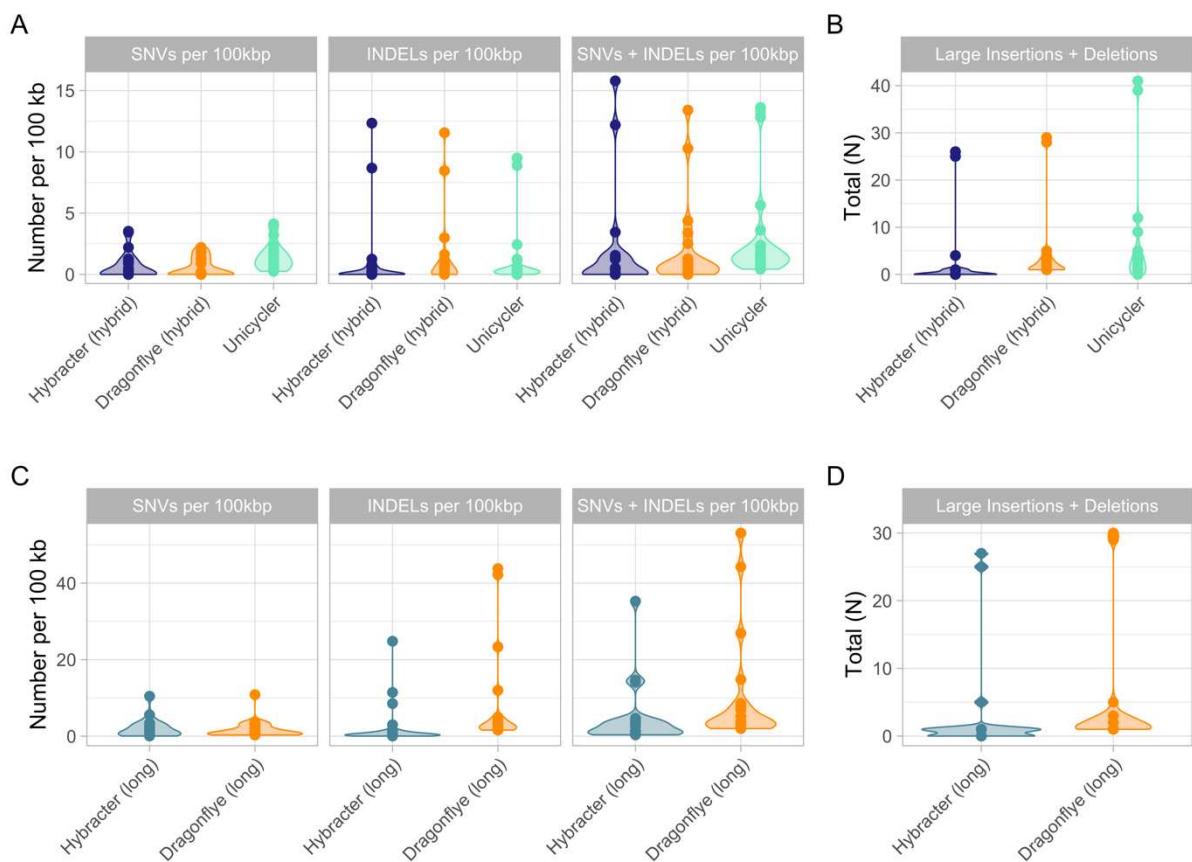 A
SNVs per 100kbp
INDELs per 100kbp
SNVs + INDELs per 100kbp
Number per 100 kb
15
10
5
0
Hybracter (hybrid)
Dragonflye (hybrid)
Unicycler
Hybracter (hybrid)
Dragonflye (hybrid)
Unicycler
Hybracter (hybrid)
Dragonflye (hybrid)
Unicycler
B
Large Insertions + Deletions
Total (N)
40
30
20
10
0
Hybracter (hybrid)
Dragonflye (hybrid)
Unicycler
C
SNVs per 100kbp
INDELs per 100kbp
SNVs + INDELs per 100kbp
Number per 100 kb
40
20
0
Hybracter (long)
Dragonflye (long)
Hybracter (long)
Dragonflye (long)
Hybracter (long)
Dragonflye (long)
D
Large Insertions + Deletions
Total (N)
30
20
10
0
Hybracter (long)
Dragonflye (long)